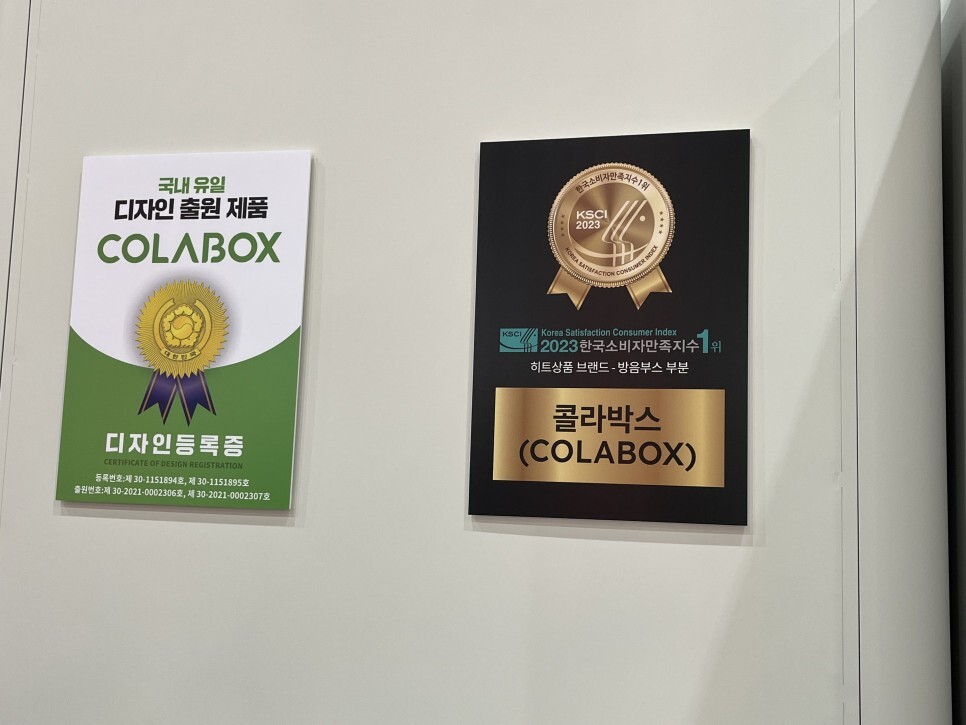 국내 유일
디자인 출원 제품
COLABOX
대한민국
디자인등록증
CERTIFICATE OF DESIGN REGISTRATION
등록번호:제 30-1151894호, 제 30-1151895호
출원번호:제 30-2021-0002306호, 제 30-2021-0002307호
한국소비자만족지수1위
KSCI
2023
KOREA SATISFACTION CONSUMER INDEX
KSCI
Korea Satisfaction Consumer Index
2023한국소비자만족지수1위
히트상품 브랜드 - 방음부스 부분
콜라박스
(COLABOX)